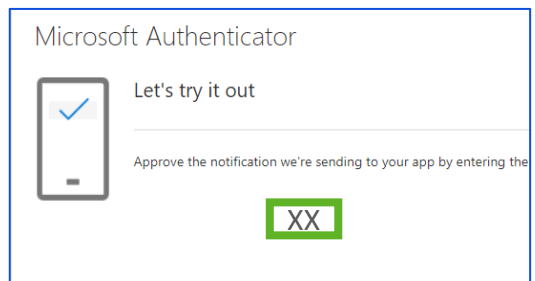 Microsoft Authenticator
Let's try it out
Approve the notification we're sending to your app by entering the
XX